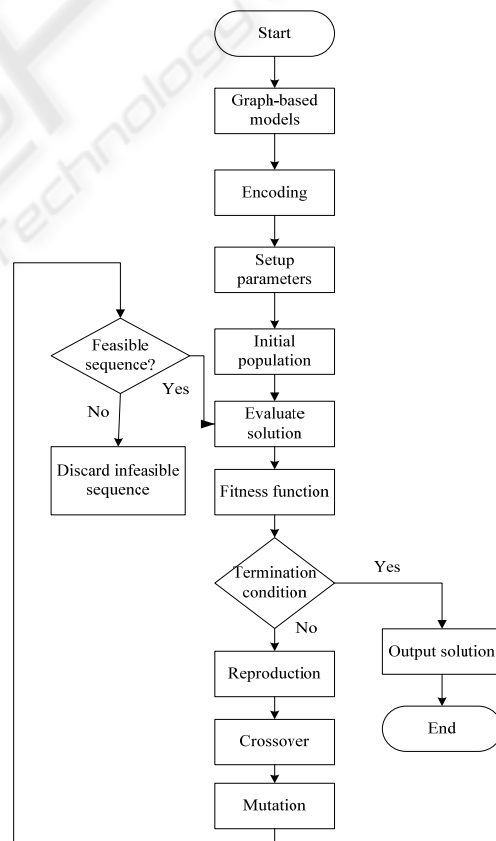 Start
Graph-based
models
Encoding
Setup
parameters
Initial
population
Feasible
sequence?
Yes
No
Evaluate
solution
Discard infeasible
sequence
Fitness function
Termination
condition
Yes
No
Output solution
Reproduction
End
Crossover
Mutation
Technology